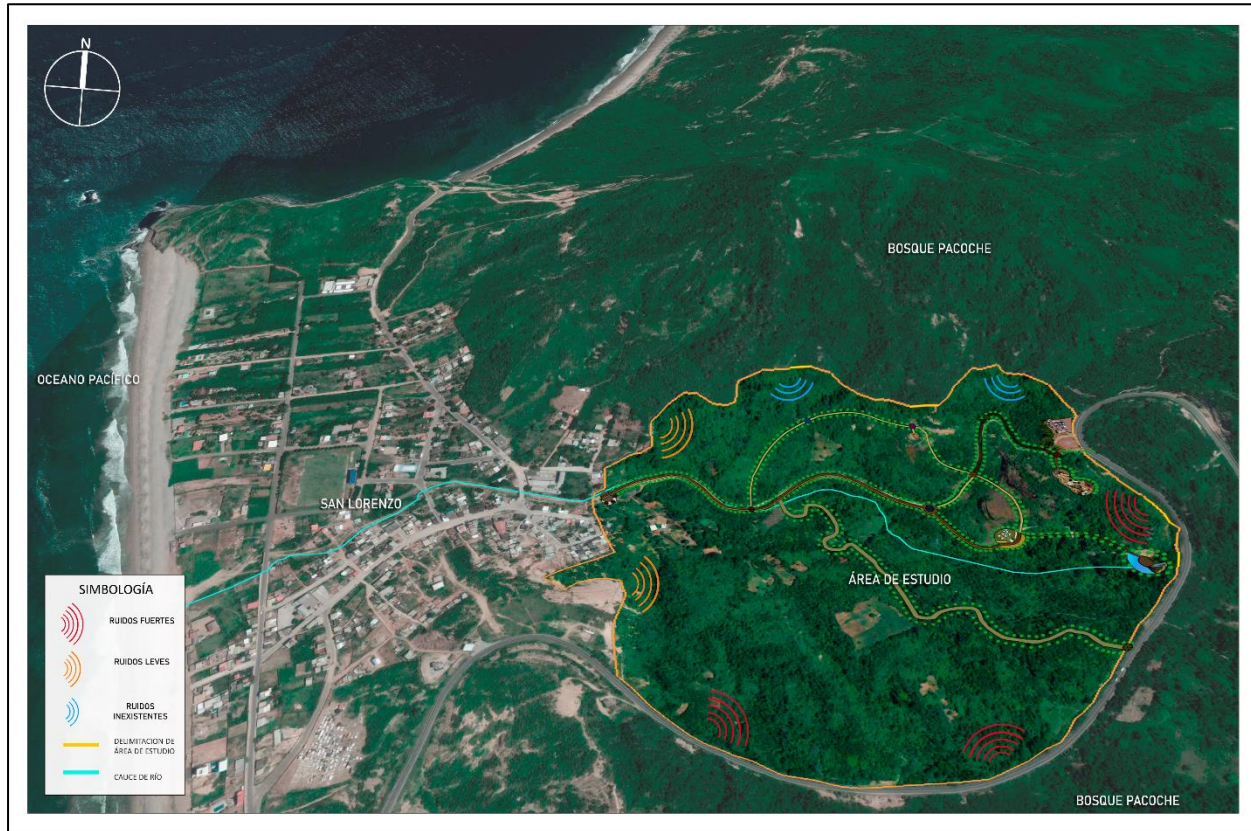 N
BOSQUE PACOCHE
OCEANO PACÍFICO
SAN LORENZO
ÁREA DE ESTUDIO
SIMBOLOGÍA
RUIDOS FUERTES
RUIDOS LEVES
RUIDOS
INEXISTENTES
DELIMITACION DE
ÁREA DE ESTUDIO
CAUCE DE RÍO
BOSQUE PACOCHE